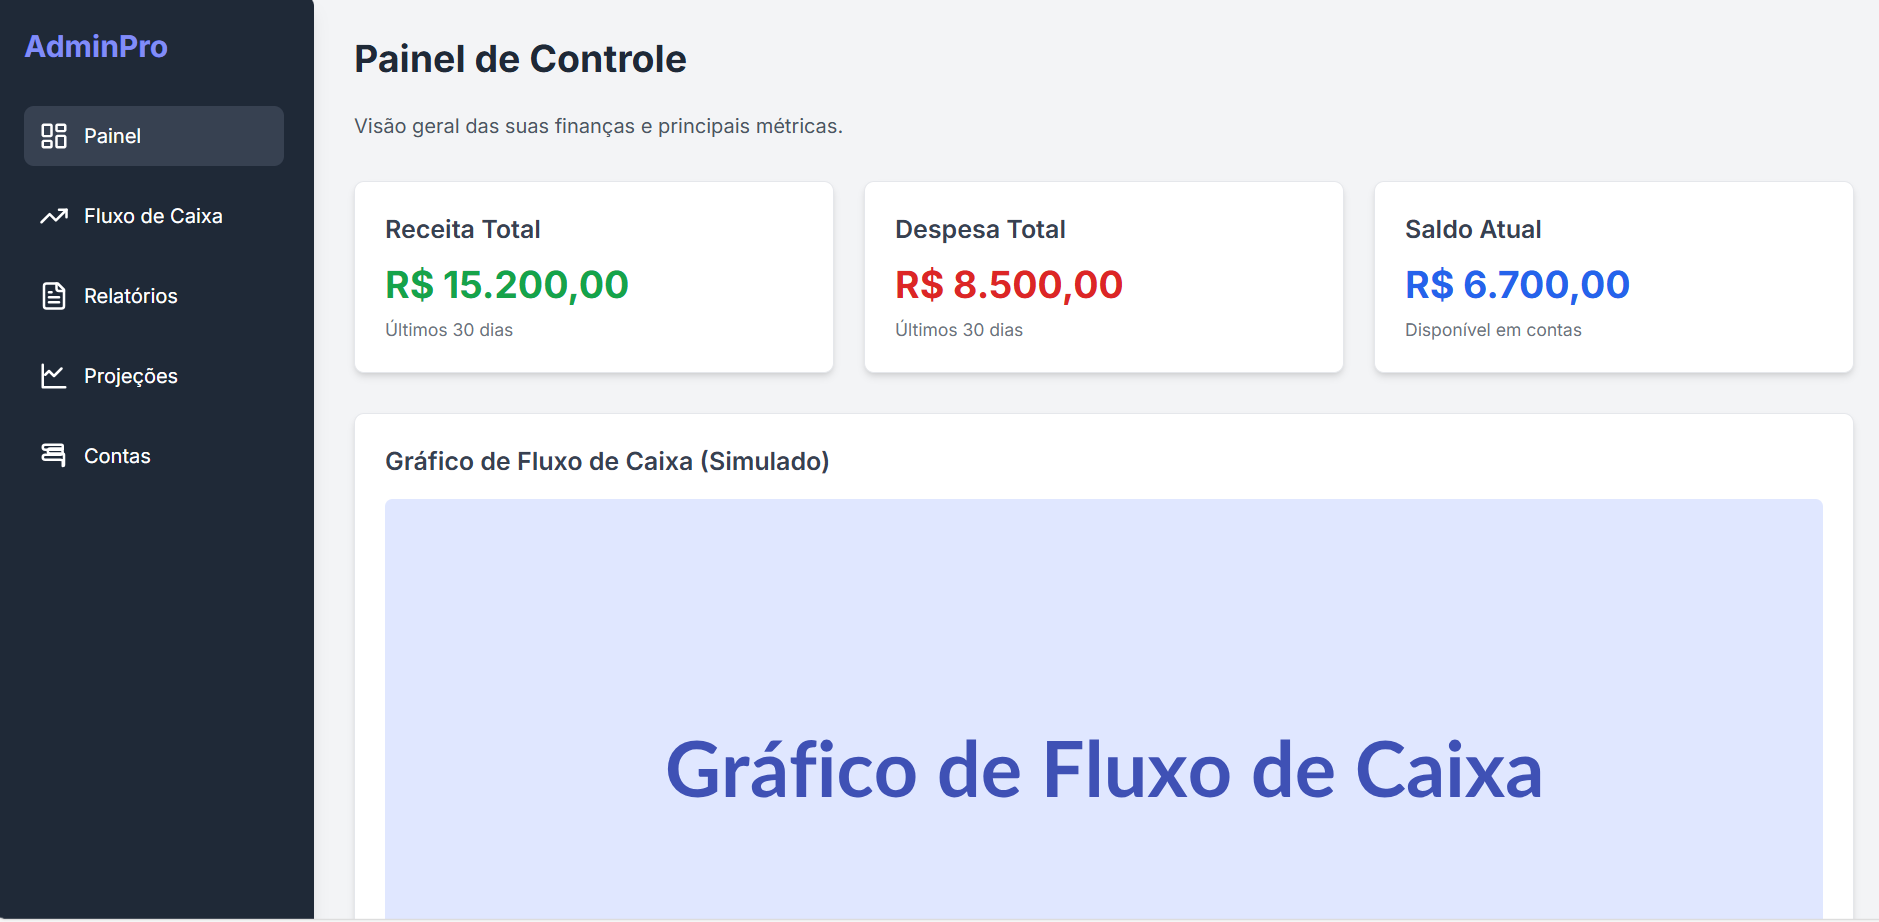 AdminPro
Painel
Fluxo de Caixa
Relatórios
Projeções
Contas
Painel de Controle
Visão geral das suas finanças e principais métricas.
Receita Total
R$ 15.200,00
Últimos 30 dias
Despesa Total
R$ 8.500,00
Últimos 30 dias
Saldo Atual
R$ 6.700,00
Disponível em contas
Gráfico de Fluxo de Caixa (Simulado)
Gráfico de Fluxo de Caixa